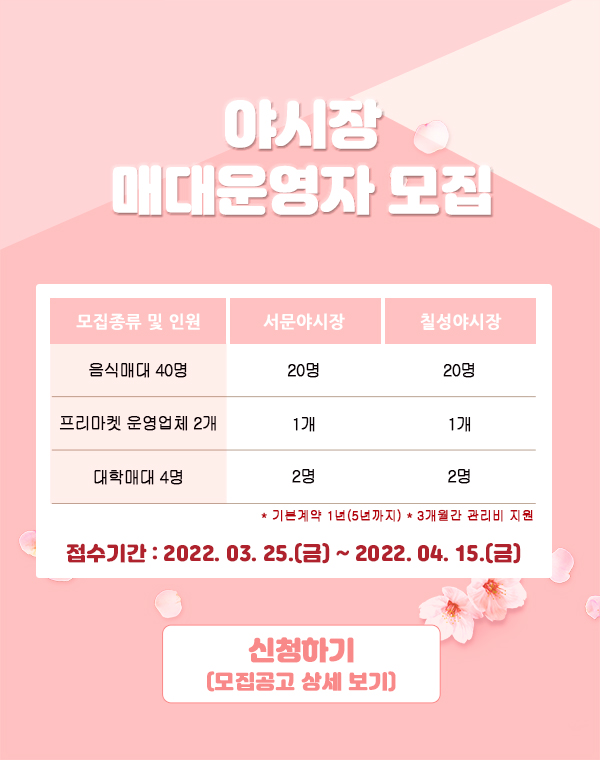 야시장
매대운영자 모집
모집종류 및 인원 서문야시장 칠성야시장
음식매대 40명 20명 20명
프리마켓 운영업체 2개 1개 1개
대학매대 4명 2명 2명
* 기본계약 1년(5년까지) * 3개월간 관리비 지원
접수기간 : 2022. 03. 25.(금) ~ 2022. 04. 15.(금)
신청하기
(모집공고 상세 보기)